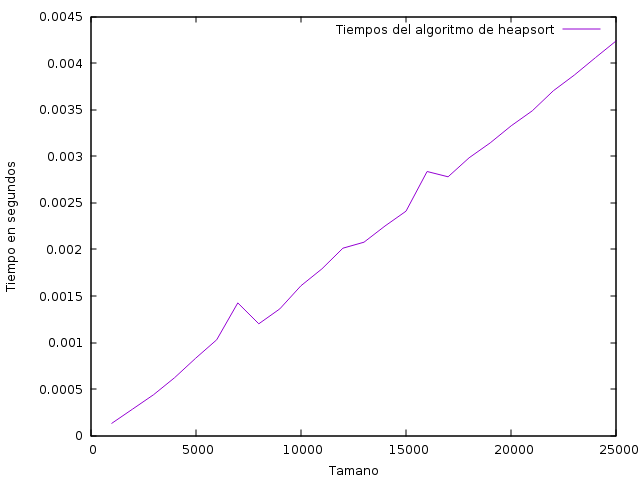 0.0045
Tiempos del algoritmo de heapsort
0.004
0.0035
0.003
0.0025
0.002
0.0015
0.001
0.0005
0
Tiempo en segundos
0 5000 10000 15000 20000 25000
Tamano